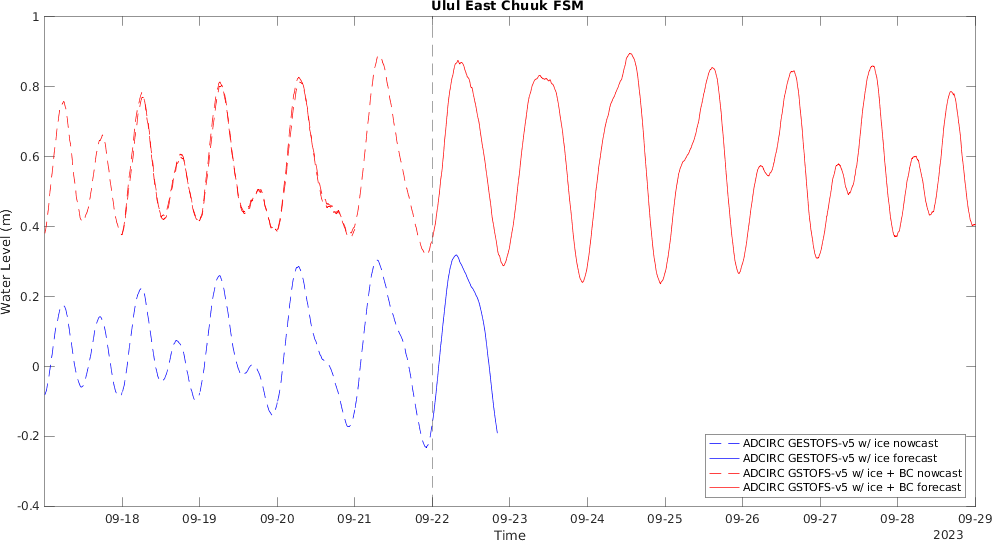 Ulul East Chuuk FSM
Water Level (m)
1
0.8
0.6
0.4
0.2
0
-0.2
-0.4
ADCIRC GESTOFS-v5 w/ ice nowcast
ADCIRC GESTOFS-v5 w/ ice forecast
ADCIRC GSTOFS-v5 w/ ice + BC nowcast
ADCIRC GSTOFS-v5 w/ ice + BC forecast
09-18 09-19 09-20 09-21 09-22 09-23 09-24 09-25 09-26 09-27 09-28 09-29
Time
2023